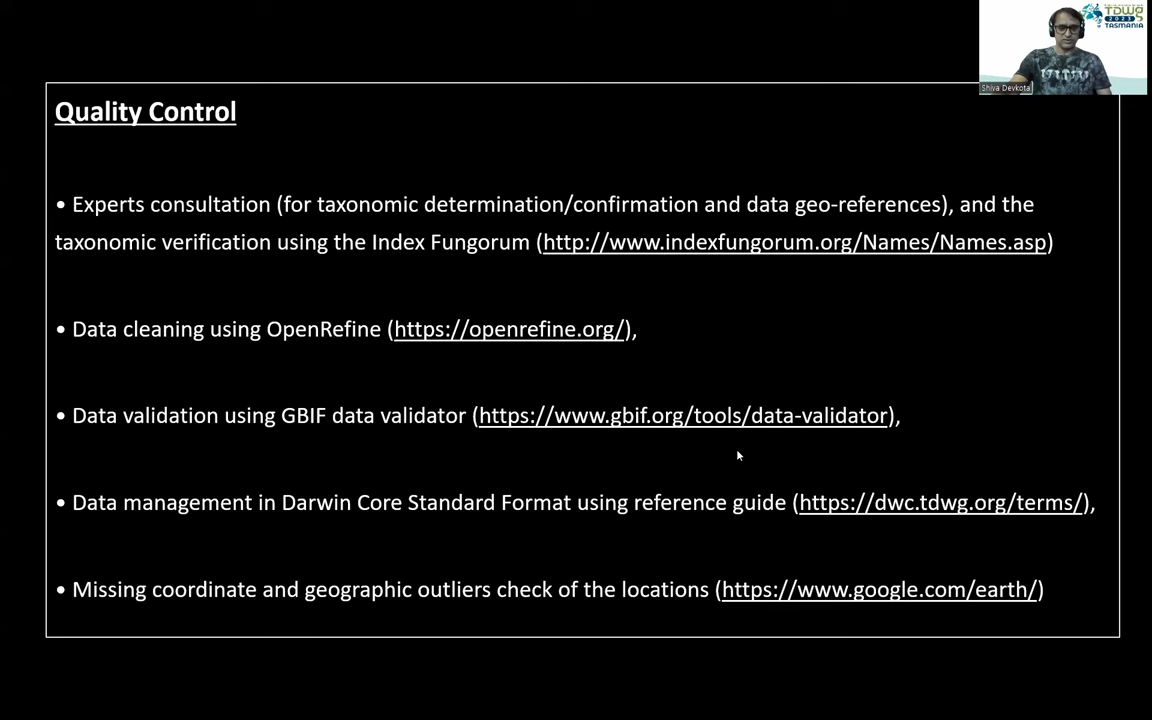 TDWG
2023
TASMANIA
Shiva Devkota
Quality Control
• Experts consultation (for taxonomic determination/confirmation and data geo-references), and the
taxonomic verification using the Index Fungorum (http://www.indexfungorum.org/Names/Names.asp)
• Data cleaning using OpenRefine (https://openrefine.org/),
• Data validation using GBIF data validator (https://www.gbif.org/tools/data-validator),
• Data management in Darwin Core Standard Format using reference guide (https://dwc.tdwg.org/terms/),
• Missing coordinate and geographic outliers check of the locations (https://www.google.com/earth/)